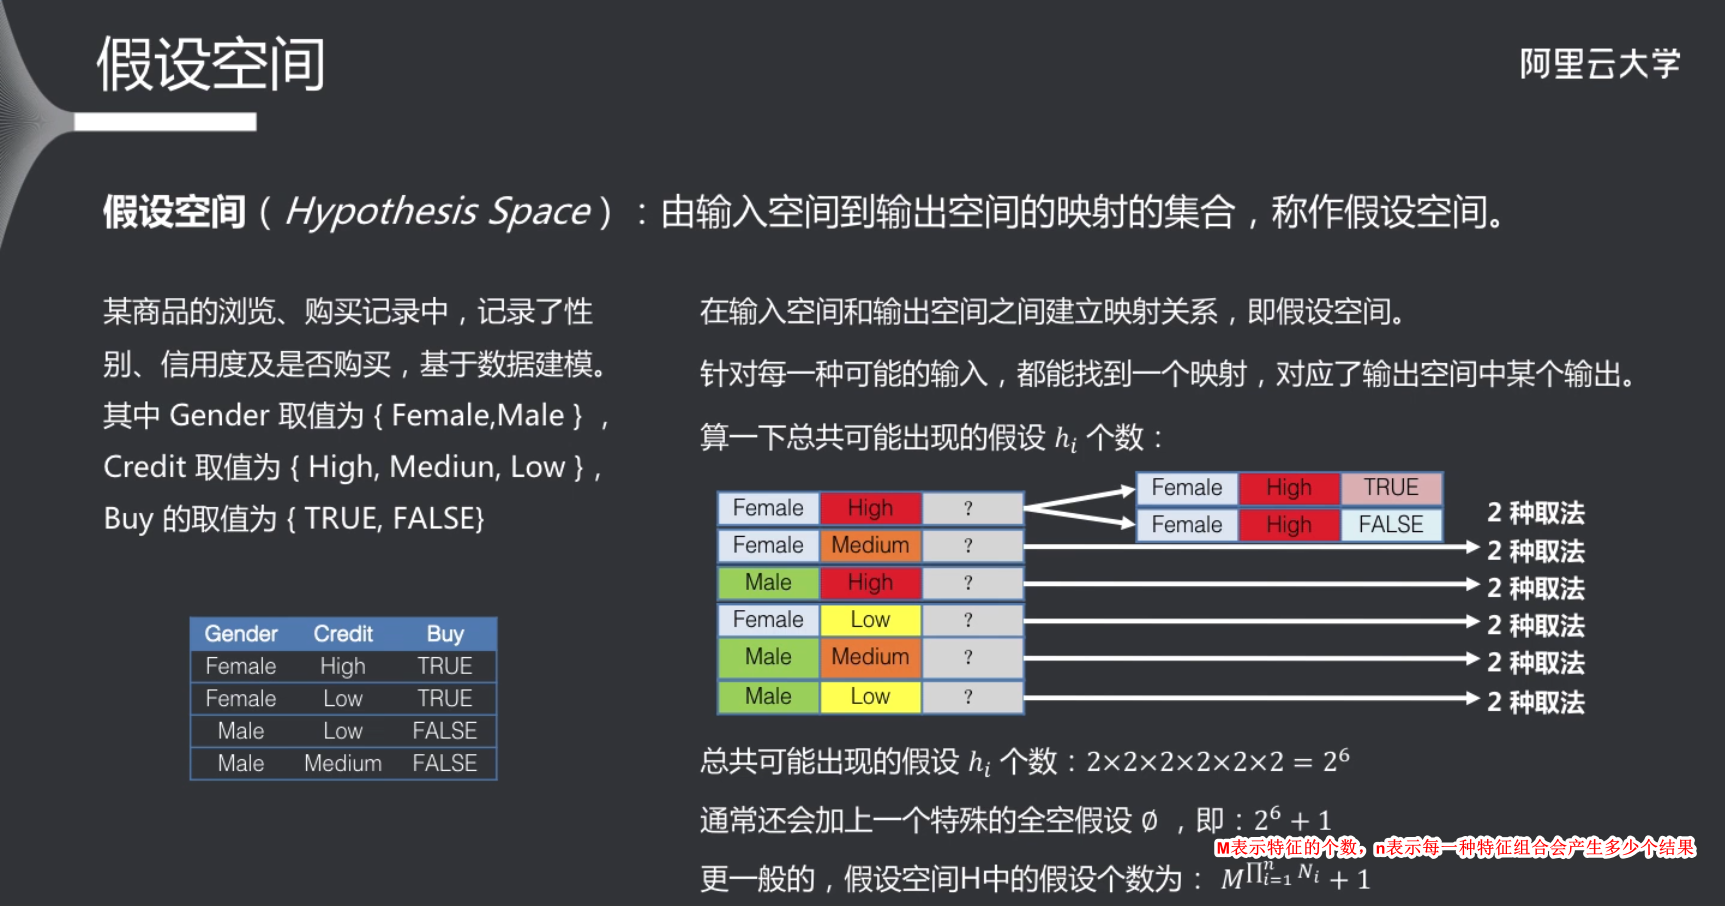 假设空间
阿里云大学
假设空间（Hypothesis Space）：由输入空间到输出空间的映射的集合，称作假设空间。
某商品的浏览、购买记录中，记录了性
别、信用度及是否购买，基于数据建模。
其中 Gender 取值为 { Female,Male } ，
Credit 取值为 { High, Mediun, Low } ，
Buy 的取值为 { TRUE, FALSE}
Gender Credit Buy
Female High TRUE
Female Low TRUE
Male Low FALSE
Male Medium FALSE
在输入空间和输出空间之间建立映射关系，即假设空间。
针对每一种可能的输入，都能找到一个映射，对应了输出空间中某个输出。
算一下总共可能出现的假设 hᵢ 个数：
Female High ?
Female Medium ?
Male High ?
Female Low ?
Male Medium ?
Male Low ?
Female High TRUE
Female High FALSE
2 种取法
2 种取法
2 种取法
2 种取法
2 种取法
2 种取法
总共可能出现的假设 hᵢ 个数：2×2×2×2×2×2 = 2⁶
通常还会加上一个特殊的全空假设 ∅ ，即：2⁶ + 1
M表示特征的个数，n表示每一种特征组合会产生多少个结果
更一般的，假设空间H中的假设个数为： M^{∏_{i=1}^{n} N_i} + 1